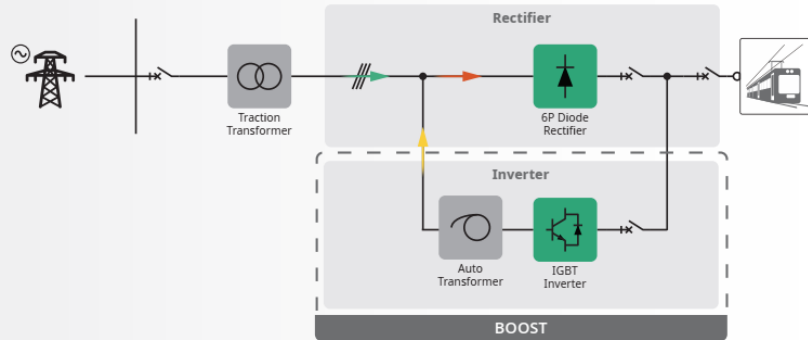 Rectifier
Traction
Transformer
6P Diode
Rectifier
Inverter
Auto
Transformer
IGBT
Inverter
BOOST